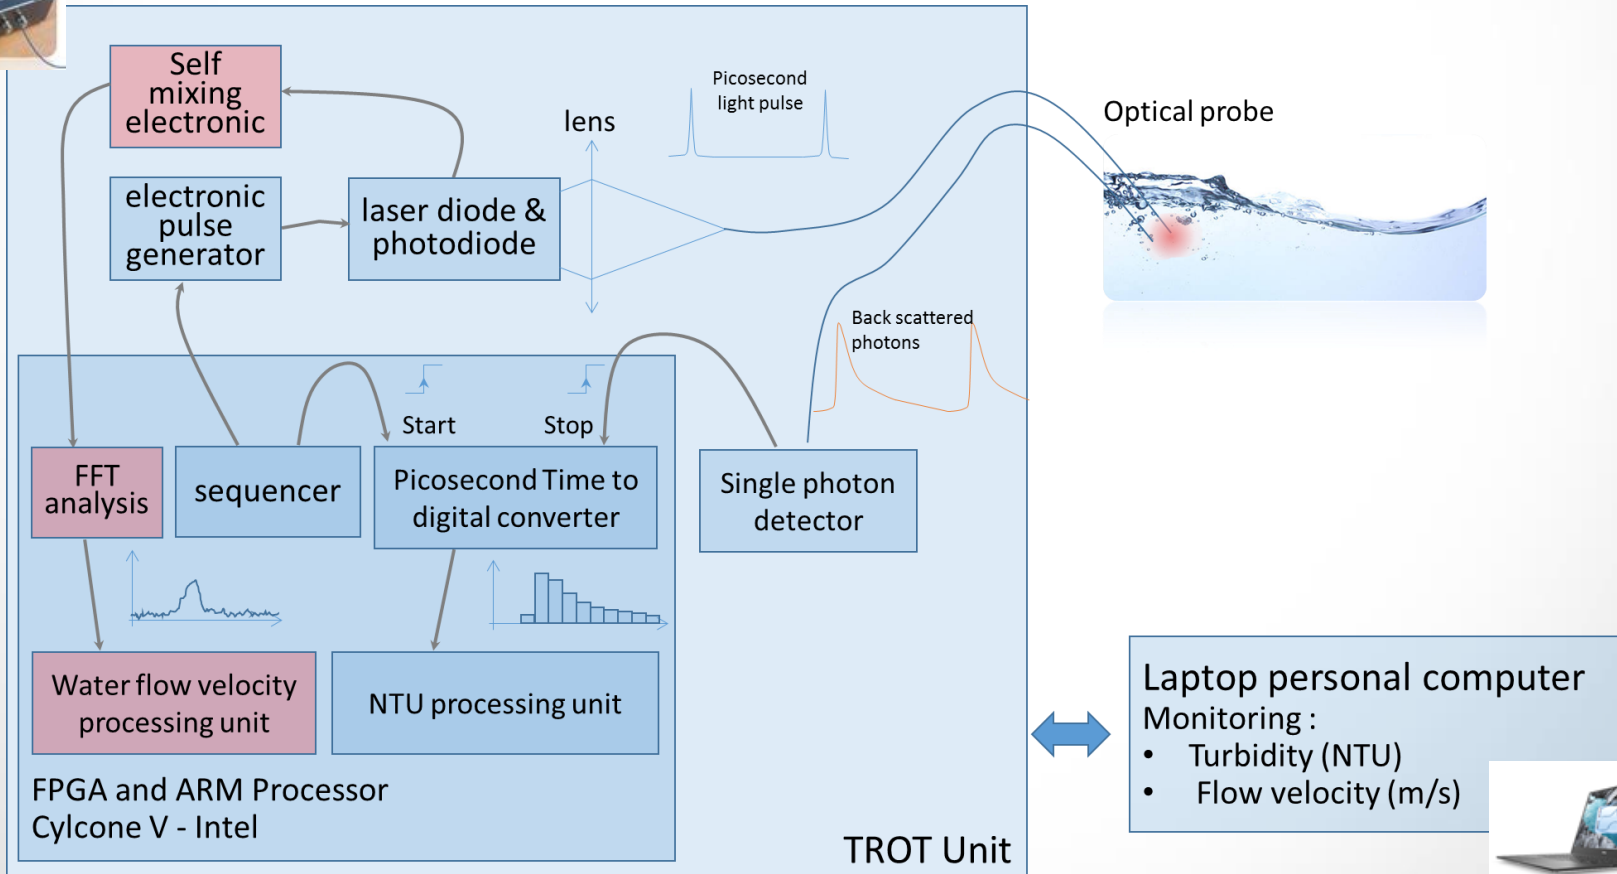 Self
mixing
electronic
Picosecond
light pulse
lens
Optical probe
electronic
pulse
generator
laser diode &
photodiode
Back scattered
photons
Start
Stop
FFT
analysis
sequencer
Picosecond Time to
digital converter
Single photon
detector
Water flow velocity
processing unit
NTU processing unit
FPGA and ARM Processor
Cylcone V - Intel
TROT Unit
Laptop personal computer
Monitoring :
• Turbidity (NTU)
• Flow velocity (m/s)